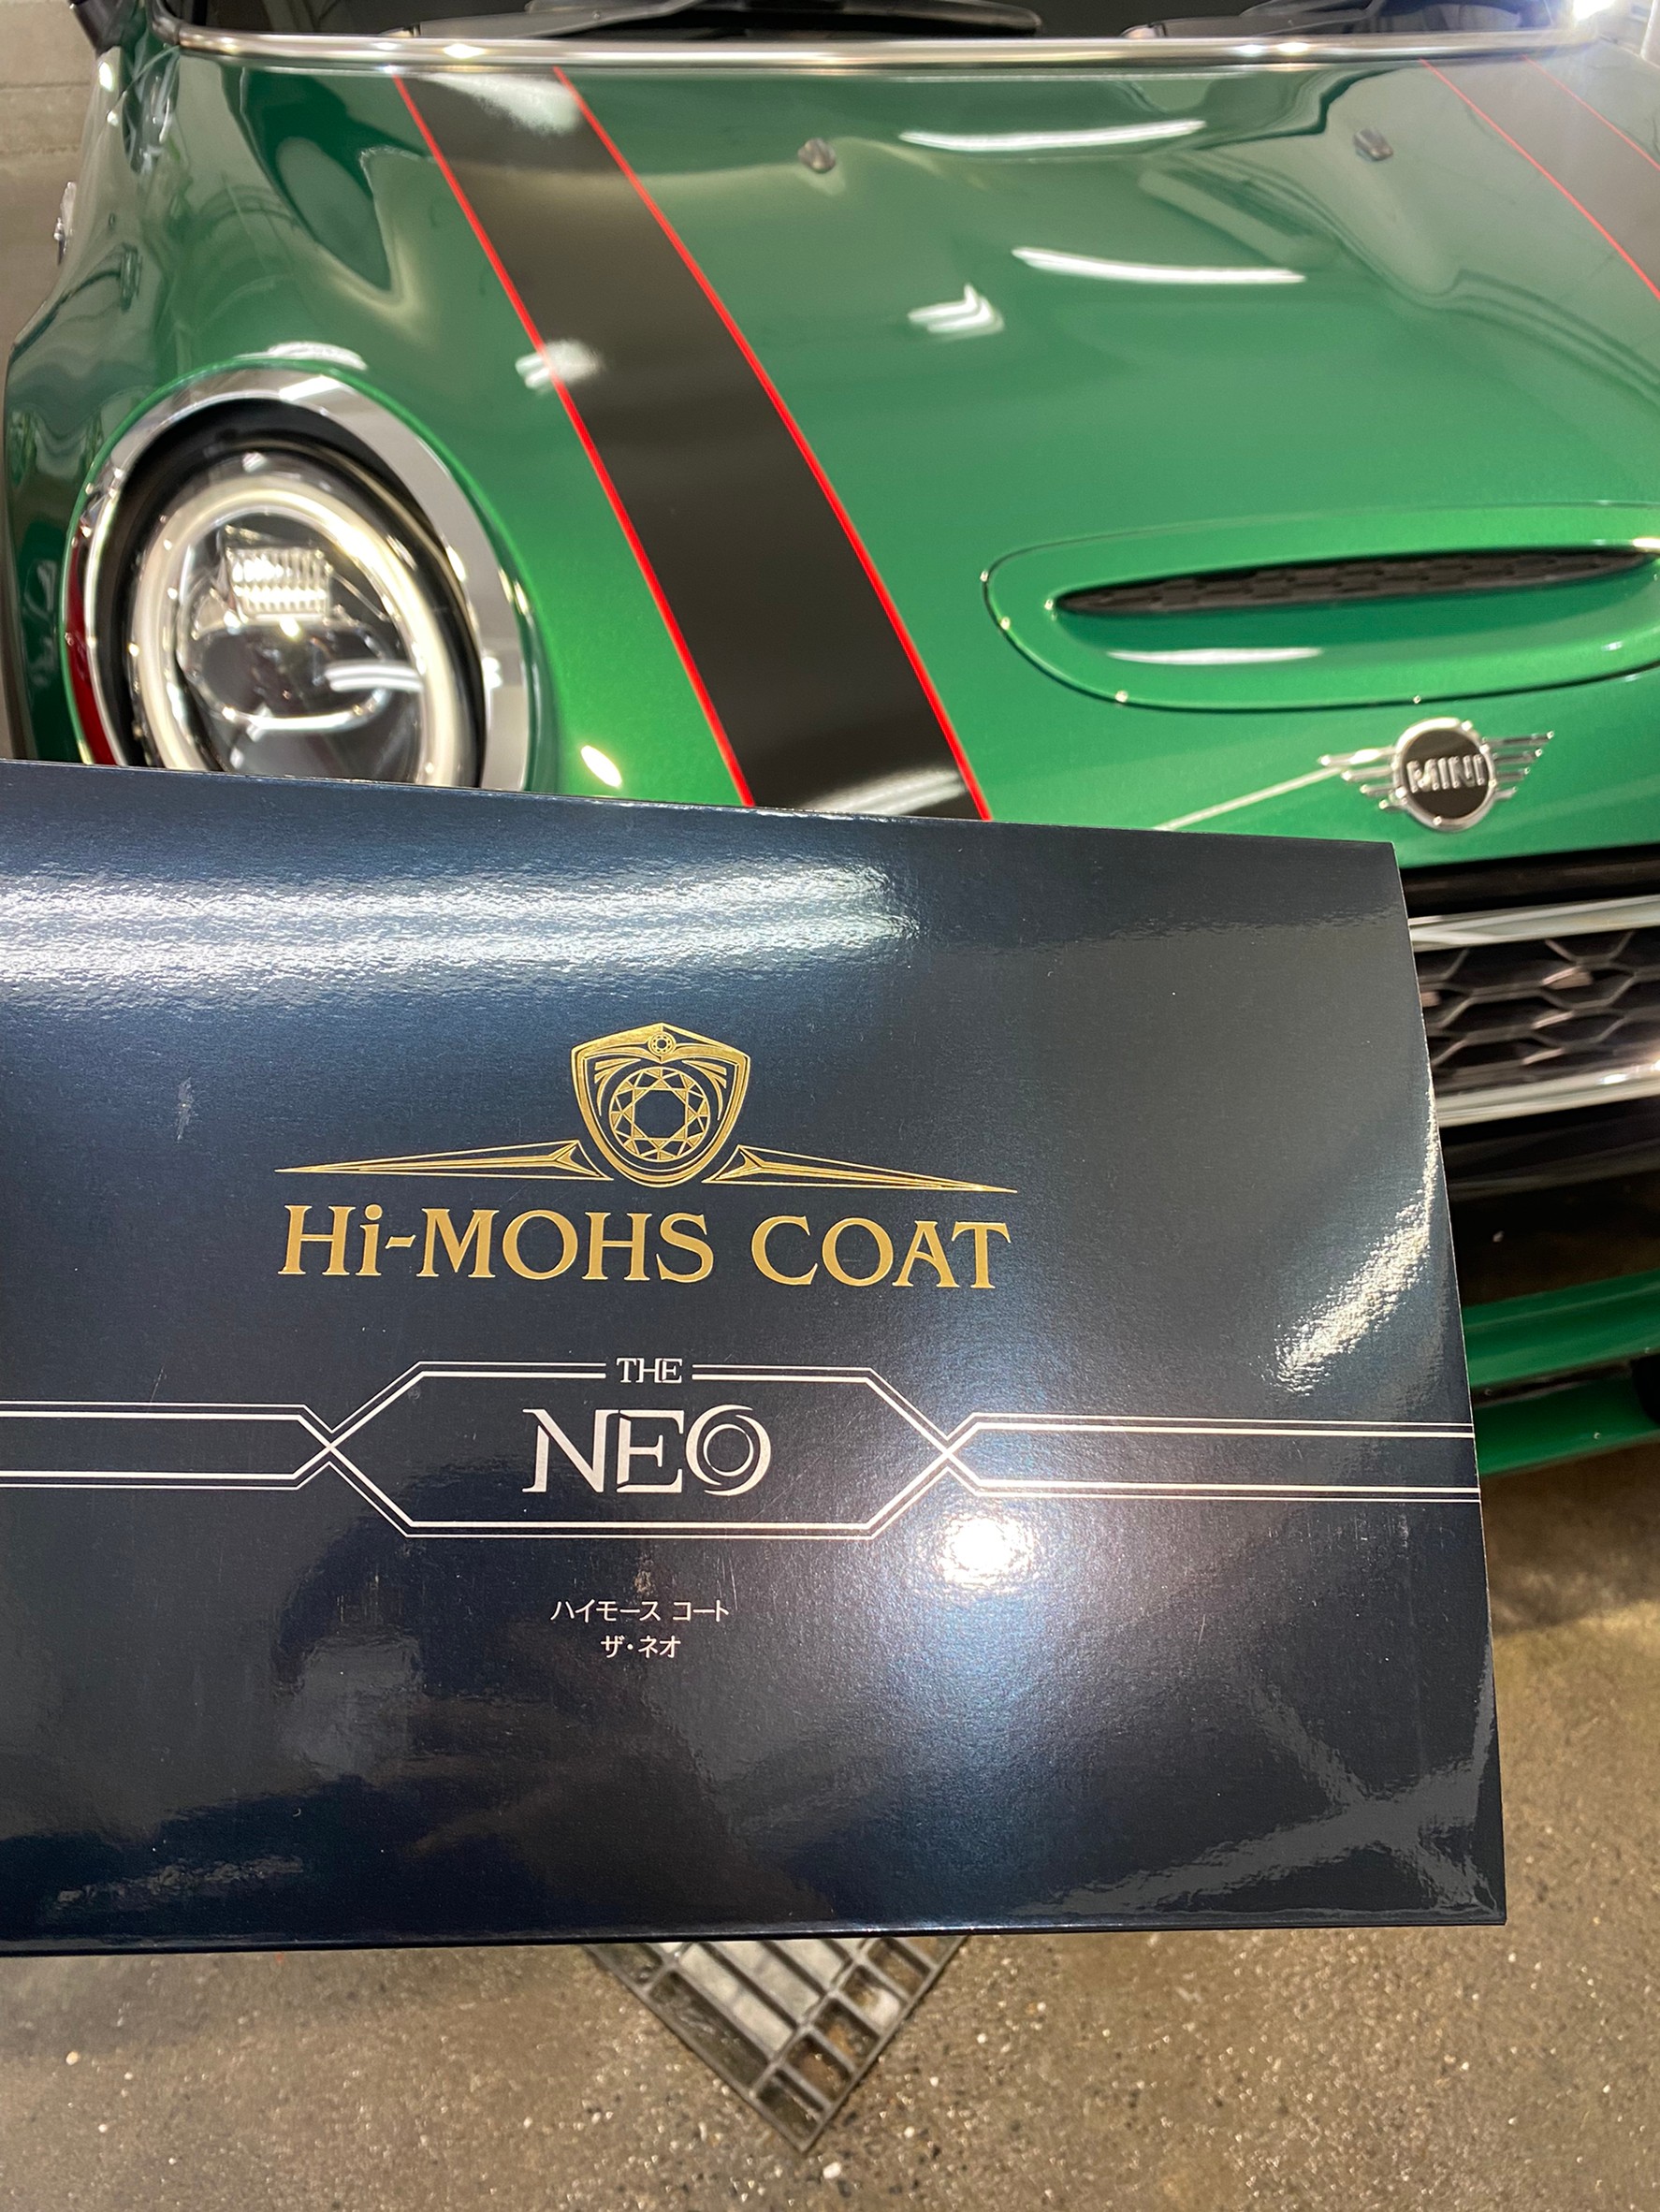 MINI
Hi-MOHS COAT
THE
NEO
ハイモース コート
ザ・ネオ